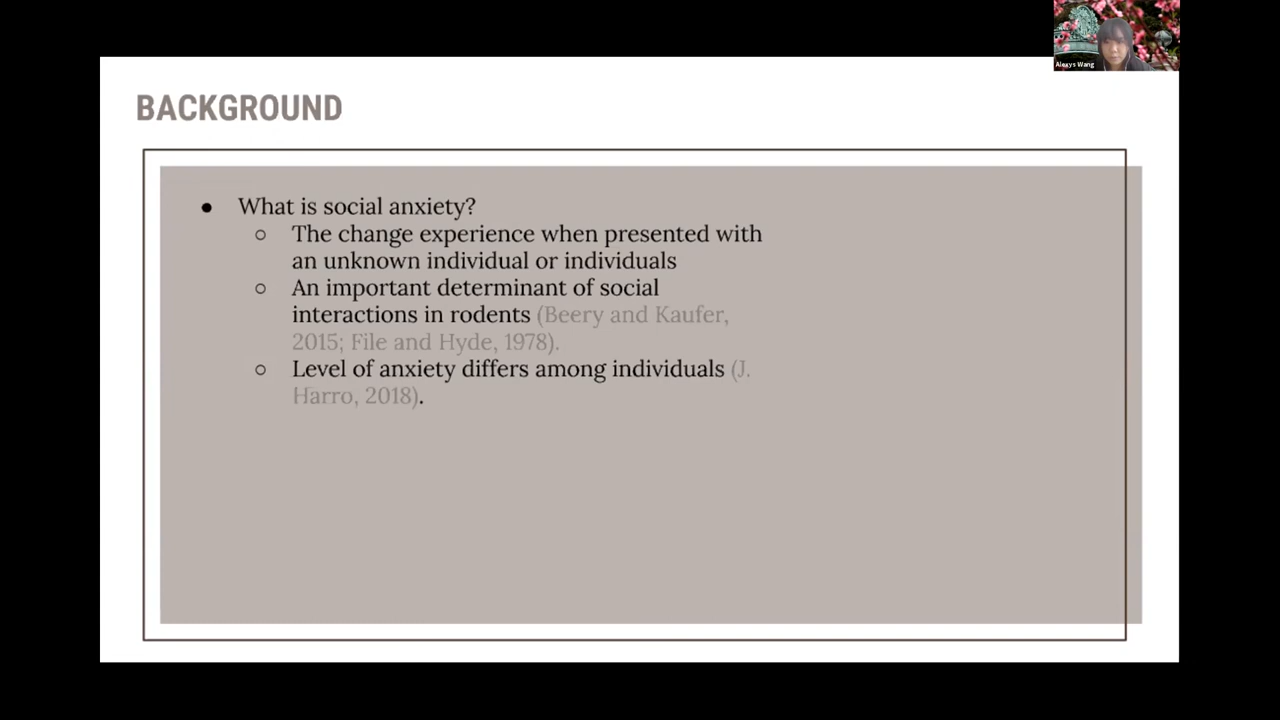 Alexys Wang
BACKGROUND
● What is social anxiety?
○ The change experience when presented with
an unknown individual or individuals
○ An important determinant of social
interactions in rodents (Beery and Kaufer,
2015; File and Hyde, 1978).
○ Level of anxiety differs among individuals (J.
Harro, 2018).